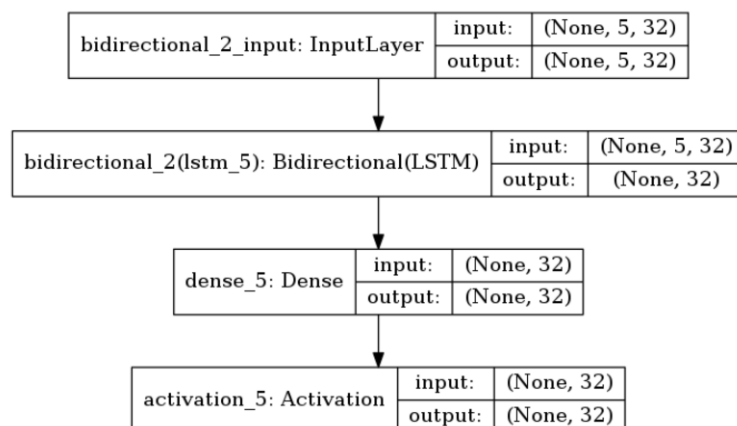 bidirectional_2_input: InputLayer
input: (None, 5, 32)
output: (None, 5, 32)
bidirectional_2(lstm_5): Bidirectional(LSTM)
input: (None, 5, 32)
output: (None, 32)
dense_5: Dense
input: (None, 32)
output: (None, 32)
activation_5: Activation
input: (None, 32)
output: (None, 32)